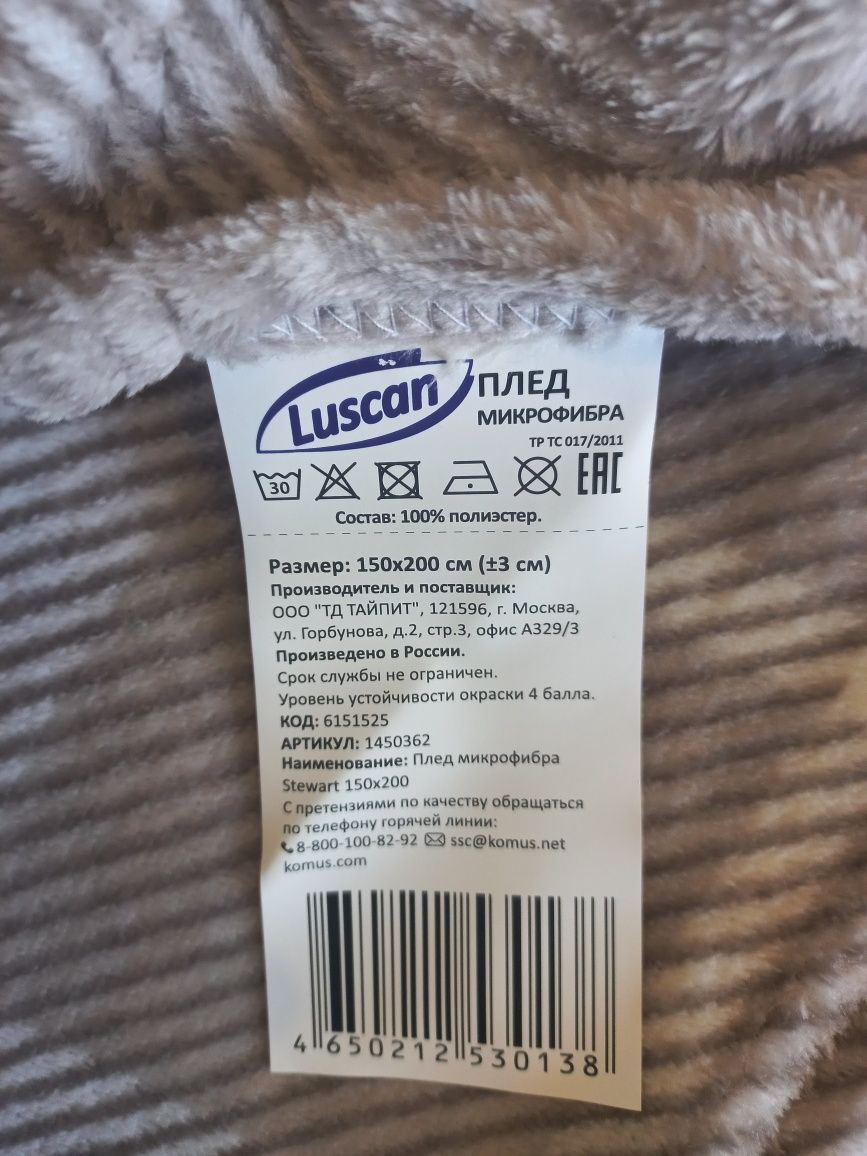 Luscan
ПЛЕД
МИКРОФИБРА
ТР ТС 017/2011
30 EAC
Состав: 100% полиэстер.
Размер: 150x200 см (±3 см)
Производитель и поставщик:
ООО "ТД ТАЙПИТ", 121596, г. Москва,
ул. Горбунова, д.2, стр.3, офис А329/3
Произведено в России.
Срок службы не ограничен.
Уровень устойчивости окраски 4 балла.
КОД: 6151525
АРТИКУЛ: 1450362
Наименование: Плед микрофибра
Stewart 150x200
С претензиями по качеству обращаться
по телефону горячей линии:
8-800-100-82-92 ssc@komus.net
komus.com
4 650212 530138